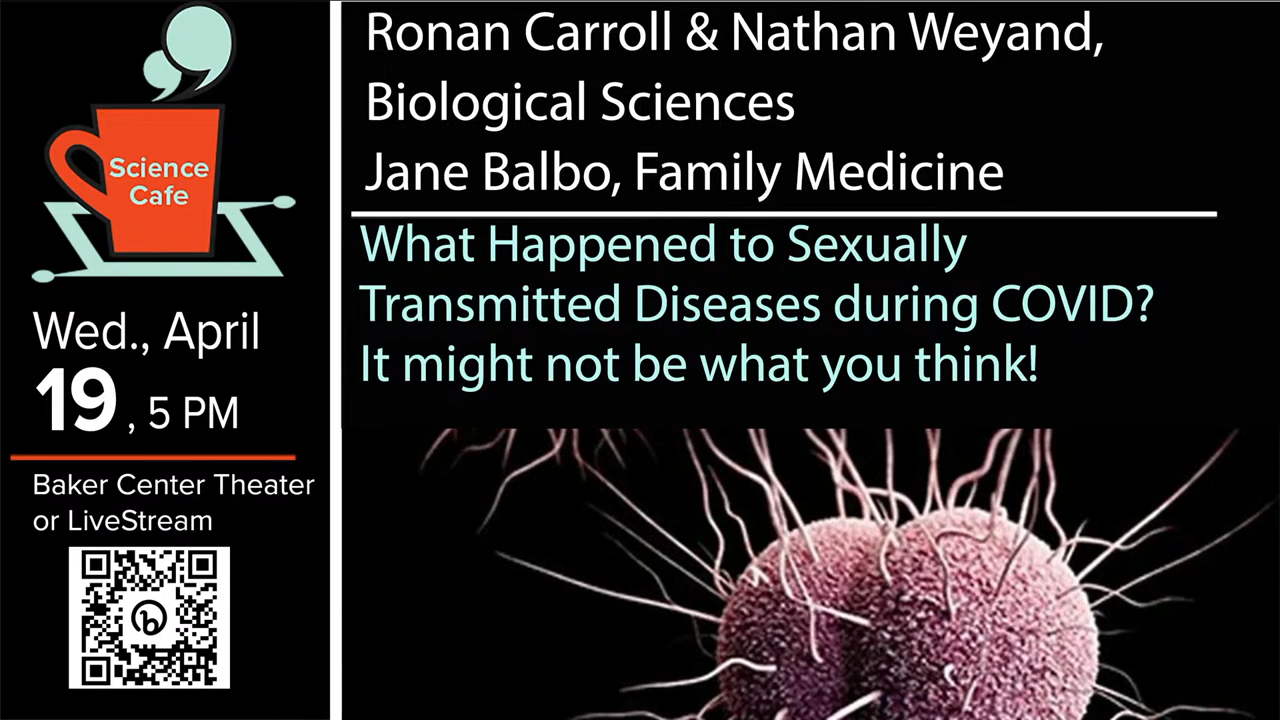 Science
Cafe
Wed., April
19, 5 PM
Baker Center Theater
or LiveStream
b
Ronan Carroll & Nathan Weyand,
Biological Sciences
Jane Balbo, Family Medicine
What Happened to Sexually
Transmitted Diseases during COVID?
It might not be what you think!